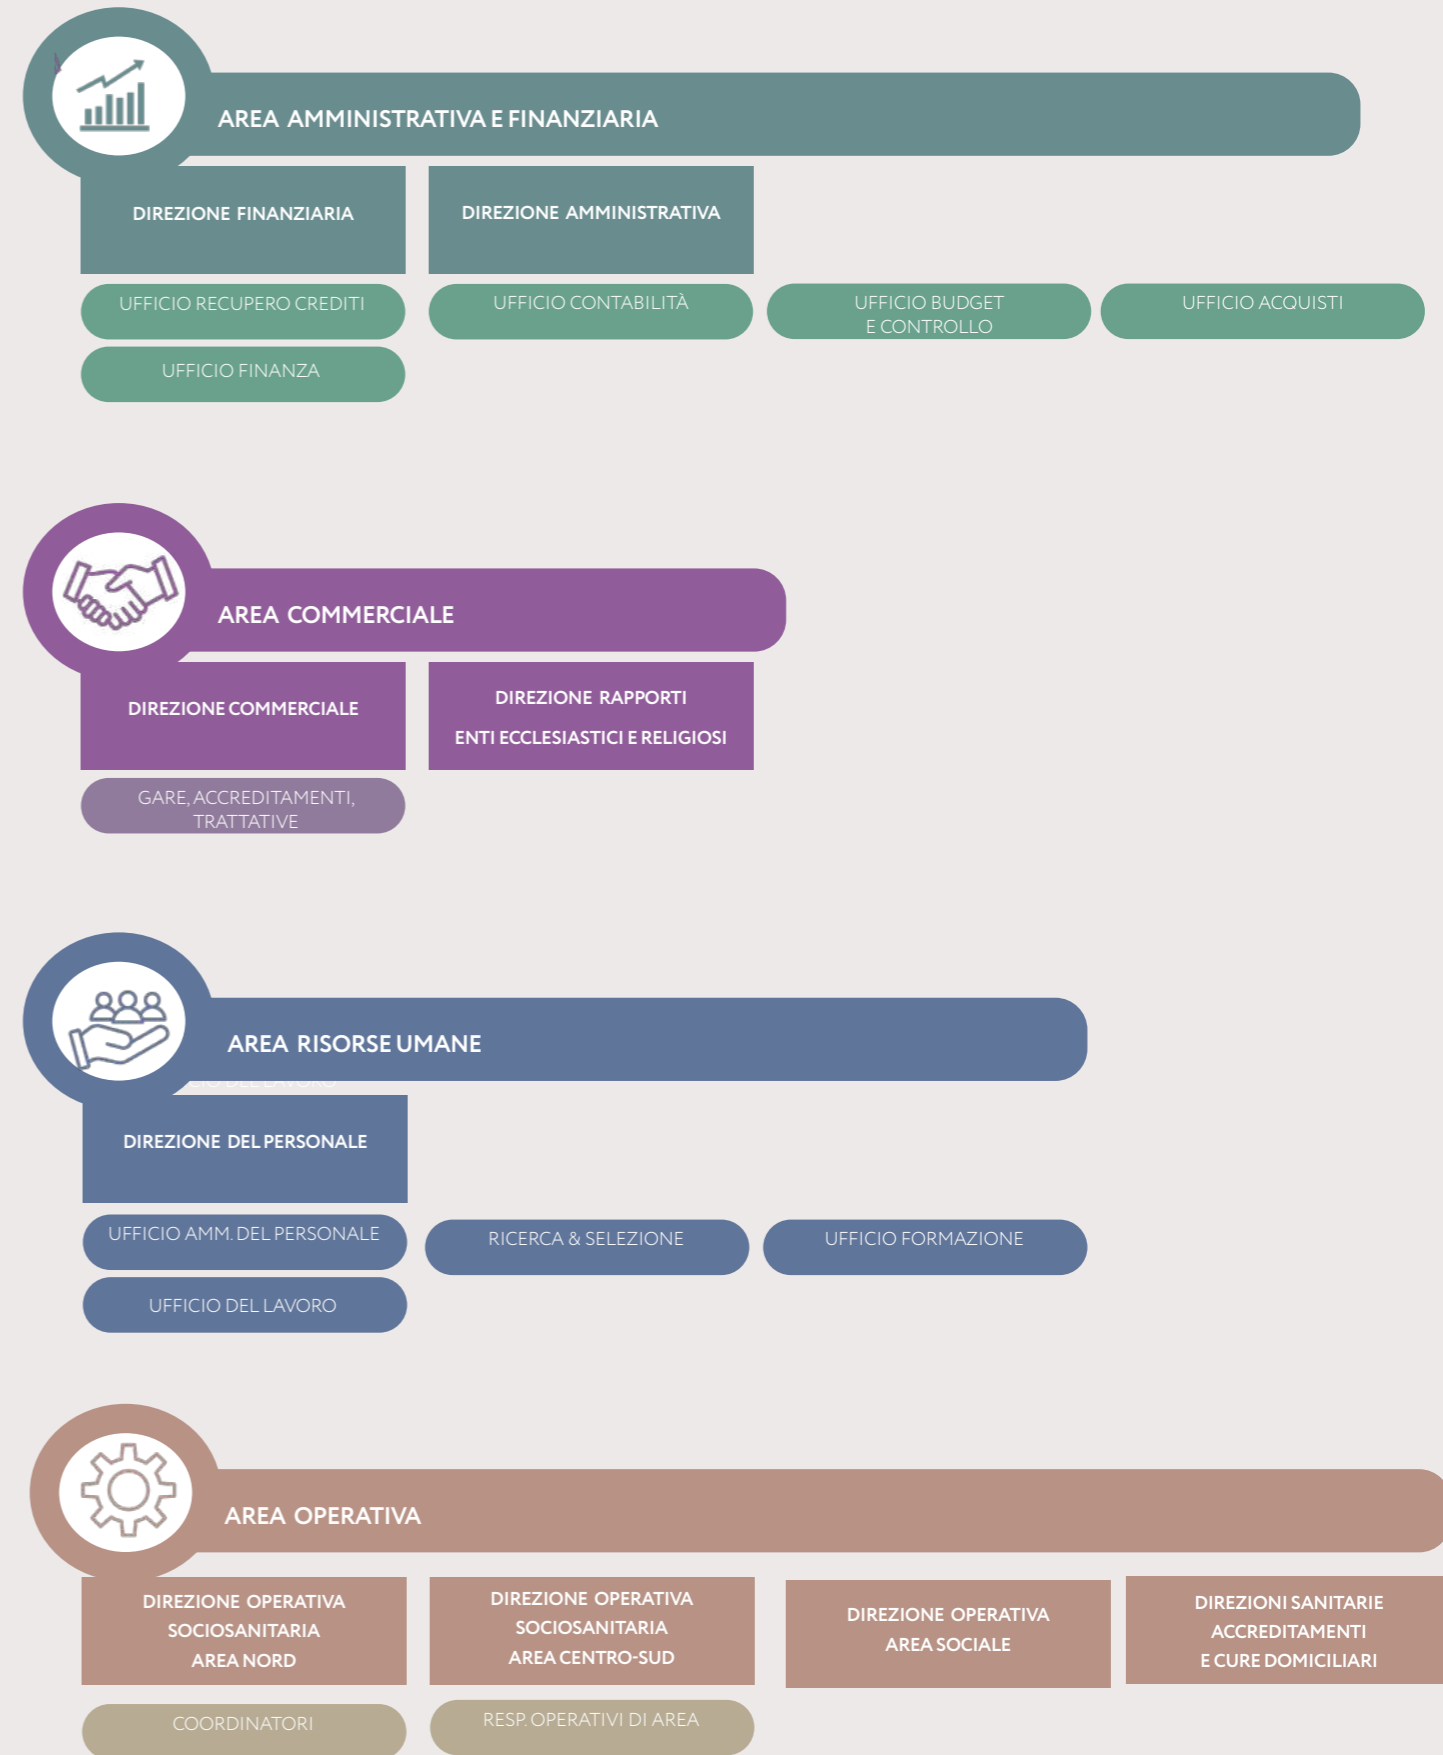 AREA AMMINISTRATIVA E FINANZIARIA
DIREZIONE FINANZIARIA
DIREZIONE AMMINISTRATIVA
UFFICIO RECUPERO CREDITI
UFFICIO CONTABILITÀ
UFFICIO BUDGET
E CONTROLLO
UFFICIO ACQUISTI
UFFICIO FINANZA
AREA COMMERCIALE
DIREZIONE COMMERCIALE
DIREZIONE RAPPORTI
ENTI ECCLESIASTICI E RELIGIOSI
GARE, ACCREDITAMENTI,
TRATTATIVE
AREA RISORSE UMANE
DIREZIONE DEL PERSONALE
UFFICIO AMM. DEL PERSONALE
RICERCA & SELEZIONE
UFFICIO FORMAZIONE
UFFICIO DEL LAVORO
AREA OPERATIVA
DIREZIONE OPERATIVA
SOCIOSANITARIA
AREA NORD
DIREZIONE OPERATIVA
SOCIOSANITARIA
AREA CENTRO-SUD
DIREZIONE OPERATIVA
AREA SOCIALE
DIREZIONI SANITARIE
ACCREDITAMENTI
E CURE DOMICILIARI
COORDINATORI
RESP. OPERATIVI DI AREA